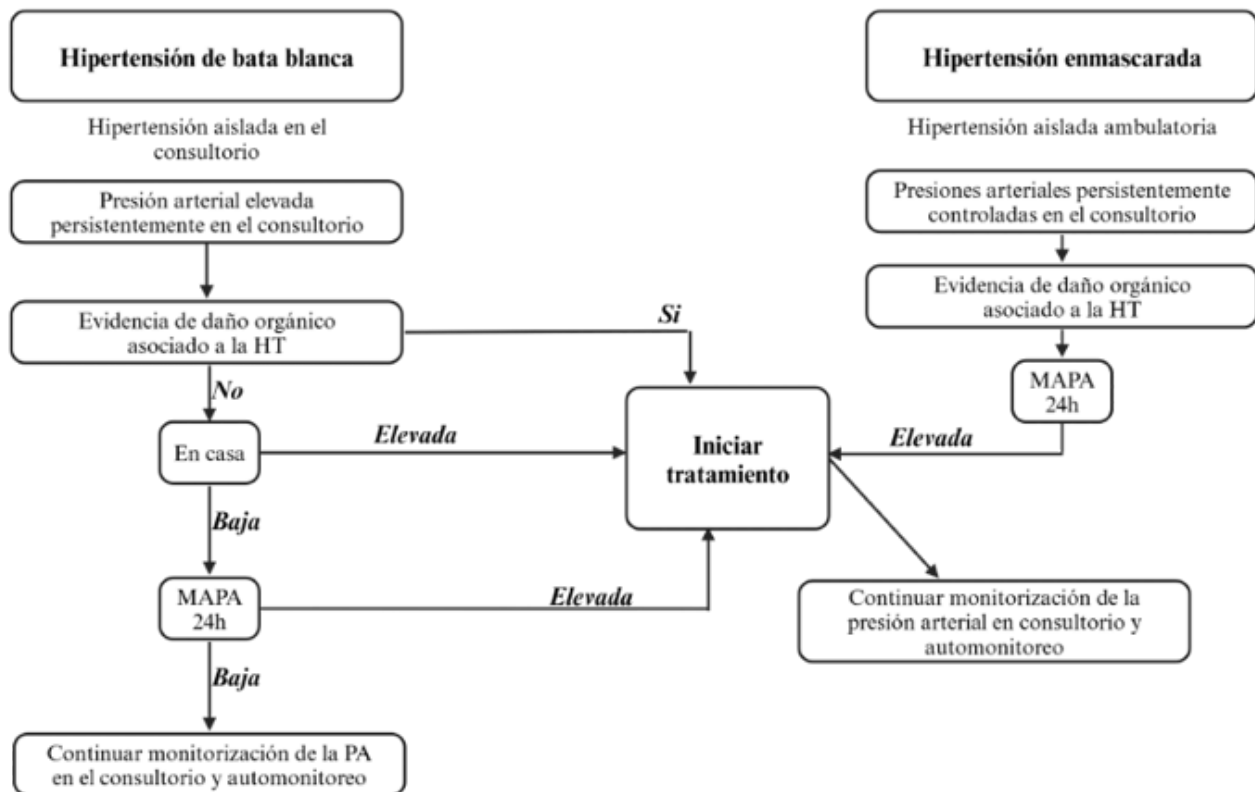 Hipertensión de bata blanca
Hipertensión aislada en el
consultorio
Presión arterial elevada
persistentemente en el consultorio
Evidencia de daño orgánico
asociado a la HT
Si
No
En casa
Elevada
Baja
MAPA
24h
Elevada
Baja
Continuar monitorización de la PA
en el consultorio y automonitoreo
Iniciar
tratamiento
Hipertensión enmascarada
Hipertensión aislada ambulatoria
Presiones arteriales persistentemente
controladas en el consultorio
Evidencia de daño orgánico
asociado a la HT
MAPA
24h
Elevada
Continuar monitorización de la
presión arterial en consultorio y
automonitoreo